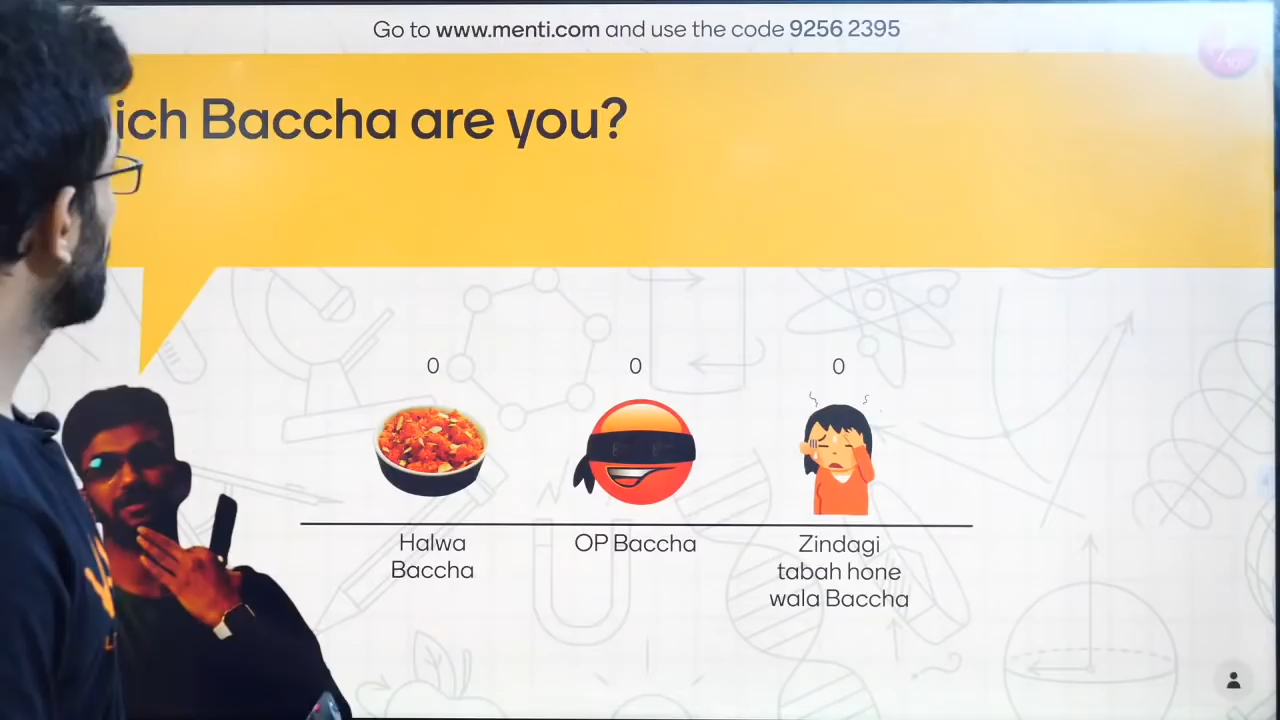 Go to www.menti.com and use the code 9256 2395
ich Baccha are you?
0
0
0
Halwa
Baccha
OP Baccha
Zindagi
tabah hone
wala Baccha